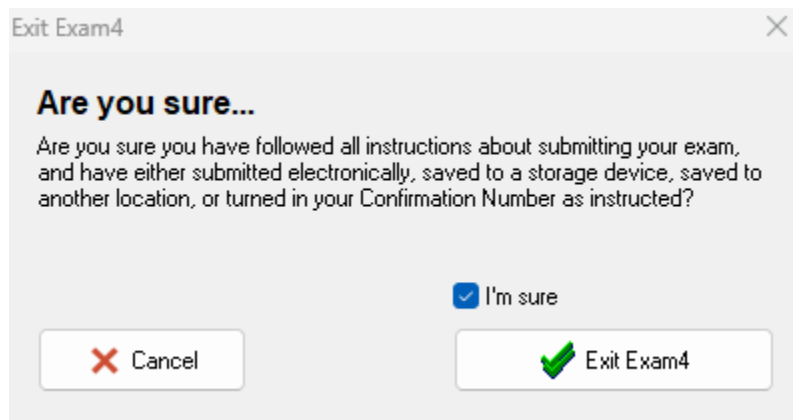 Exit Exam4
Are you sure...
Are you sure you have followed all instructions about submitting your exam,
and have either submitted electronically, saved to a storage device, saved to
another location, or turned in your Confirmation Number as instructed?
I'm sure
Cancel
Exit Exam4